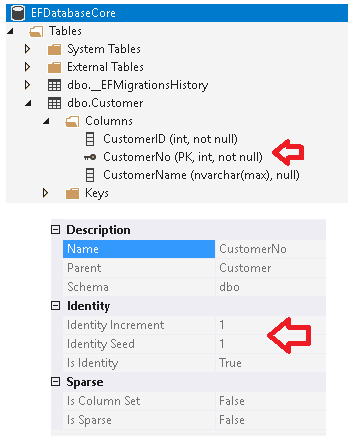 EFDatabaseCore
Tables
System Tables
External Tables
dbo.__EFMigrationsHistory
dbo.Customer
Columns
CustomerID (int, not null)
CustomerNo (PK, int, not null)
CustomerName (nvarchar(max), null)
Keys
Description
Name CustomerNo
Parent Customer
Schema dbo
Identity
Identity Increment 1
Identity Seed 1
Is Identity True
Sparse
Is Column Set False
Is Sparse False